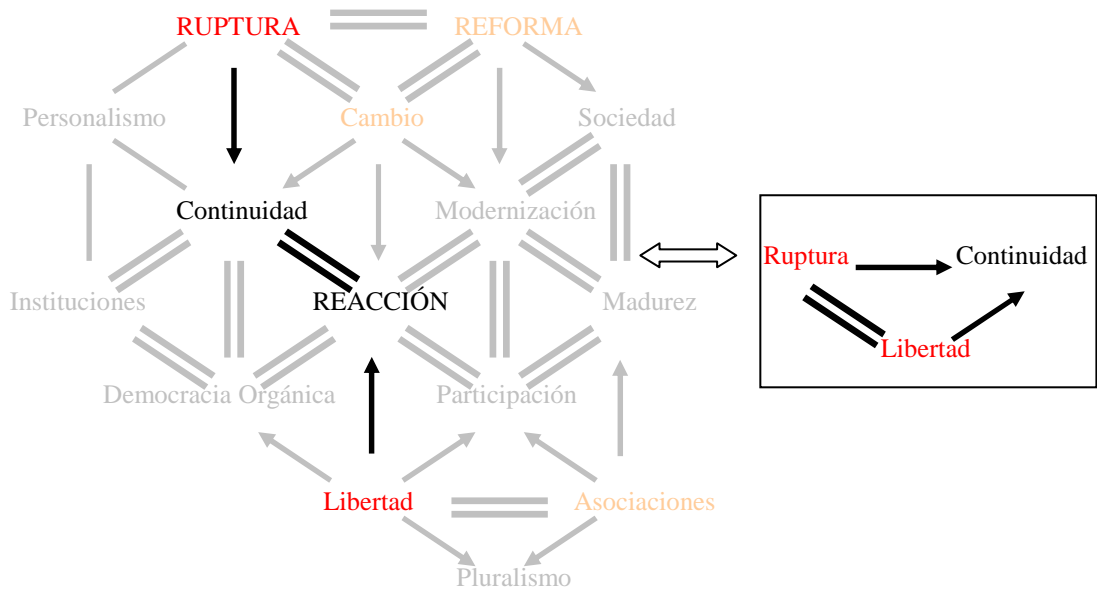 RUPTURA REFORMA
Personalismo Cambio Sociedad
Continuidad Modernización
Instituciones REACCIÓN Madurez
Democracia Orgánica Participación
Libertad Asociaciones
Pluralismo
Ruptura Continuidad
Libertad